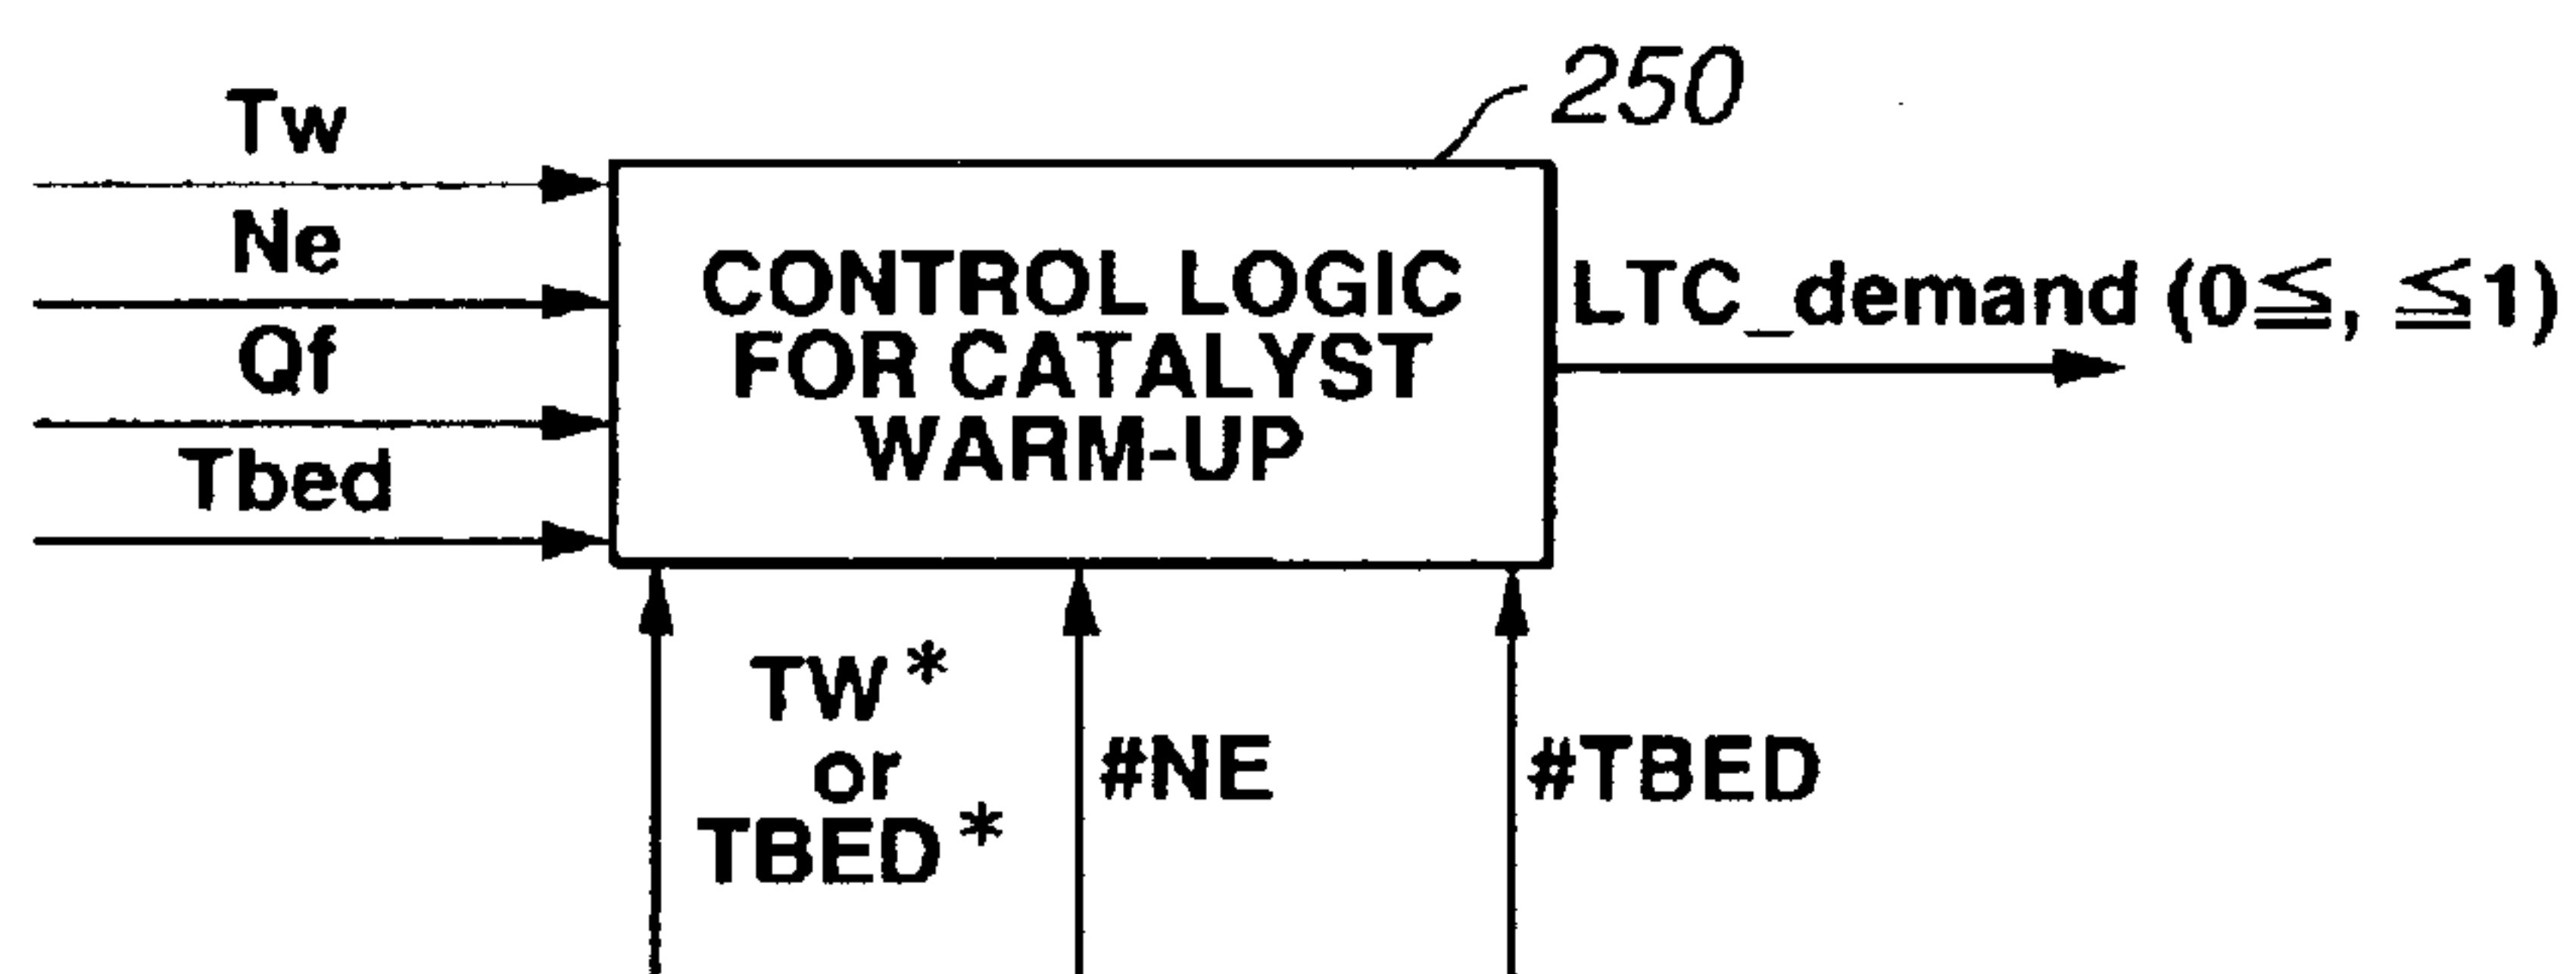 250
Tw
Ne
Qf
Tbed
CONTROL LOGIC
FOR CATALYST
WARM-UP
LTC_demand (0≦, ≦1)
TW*
or
TBED*
#NE
#TBED